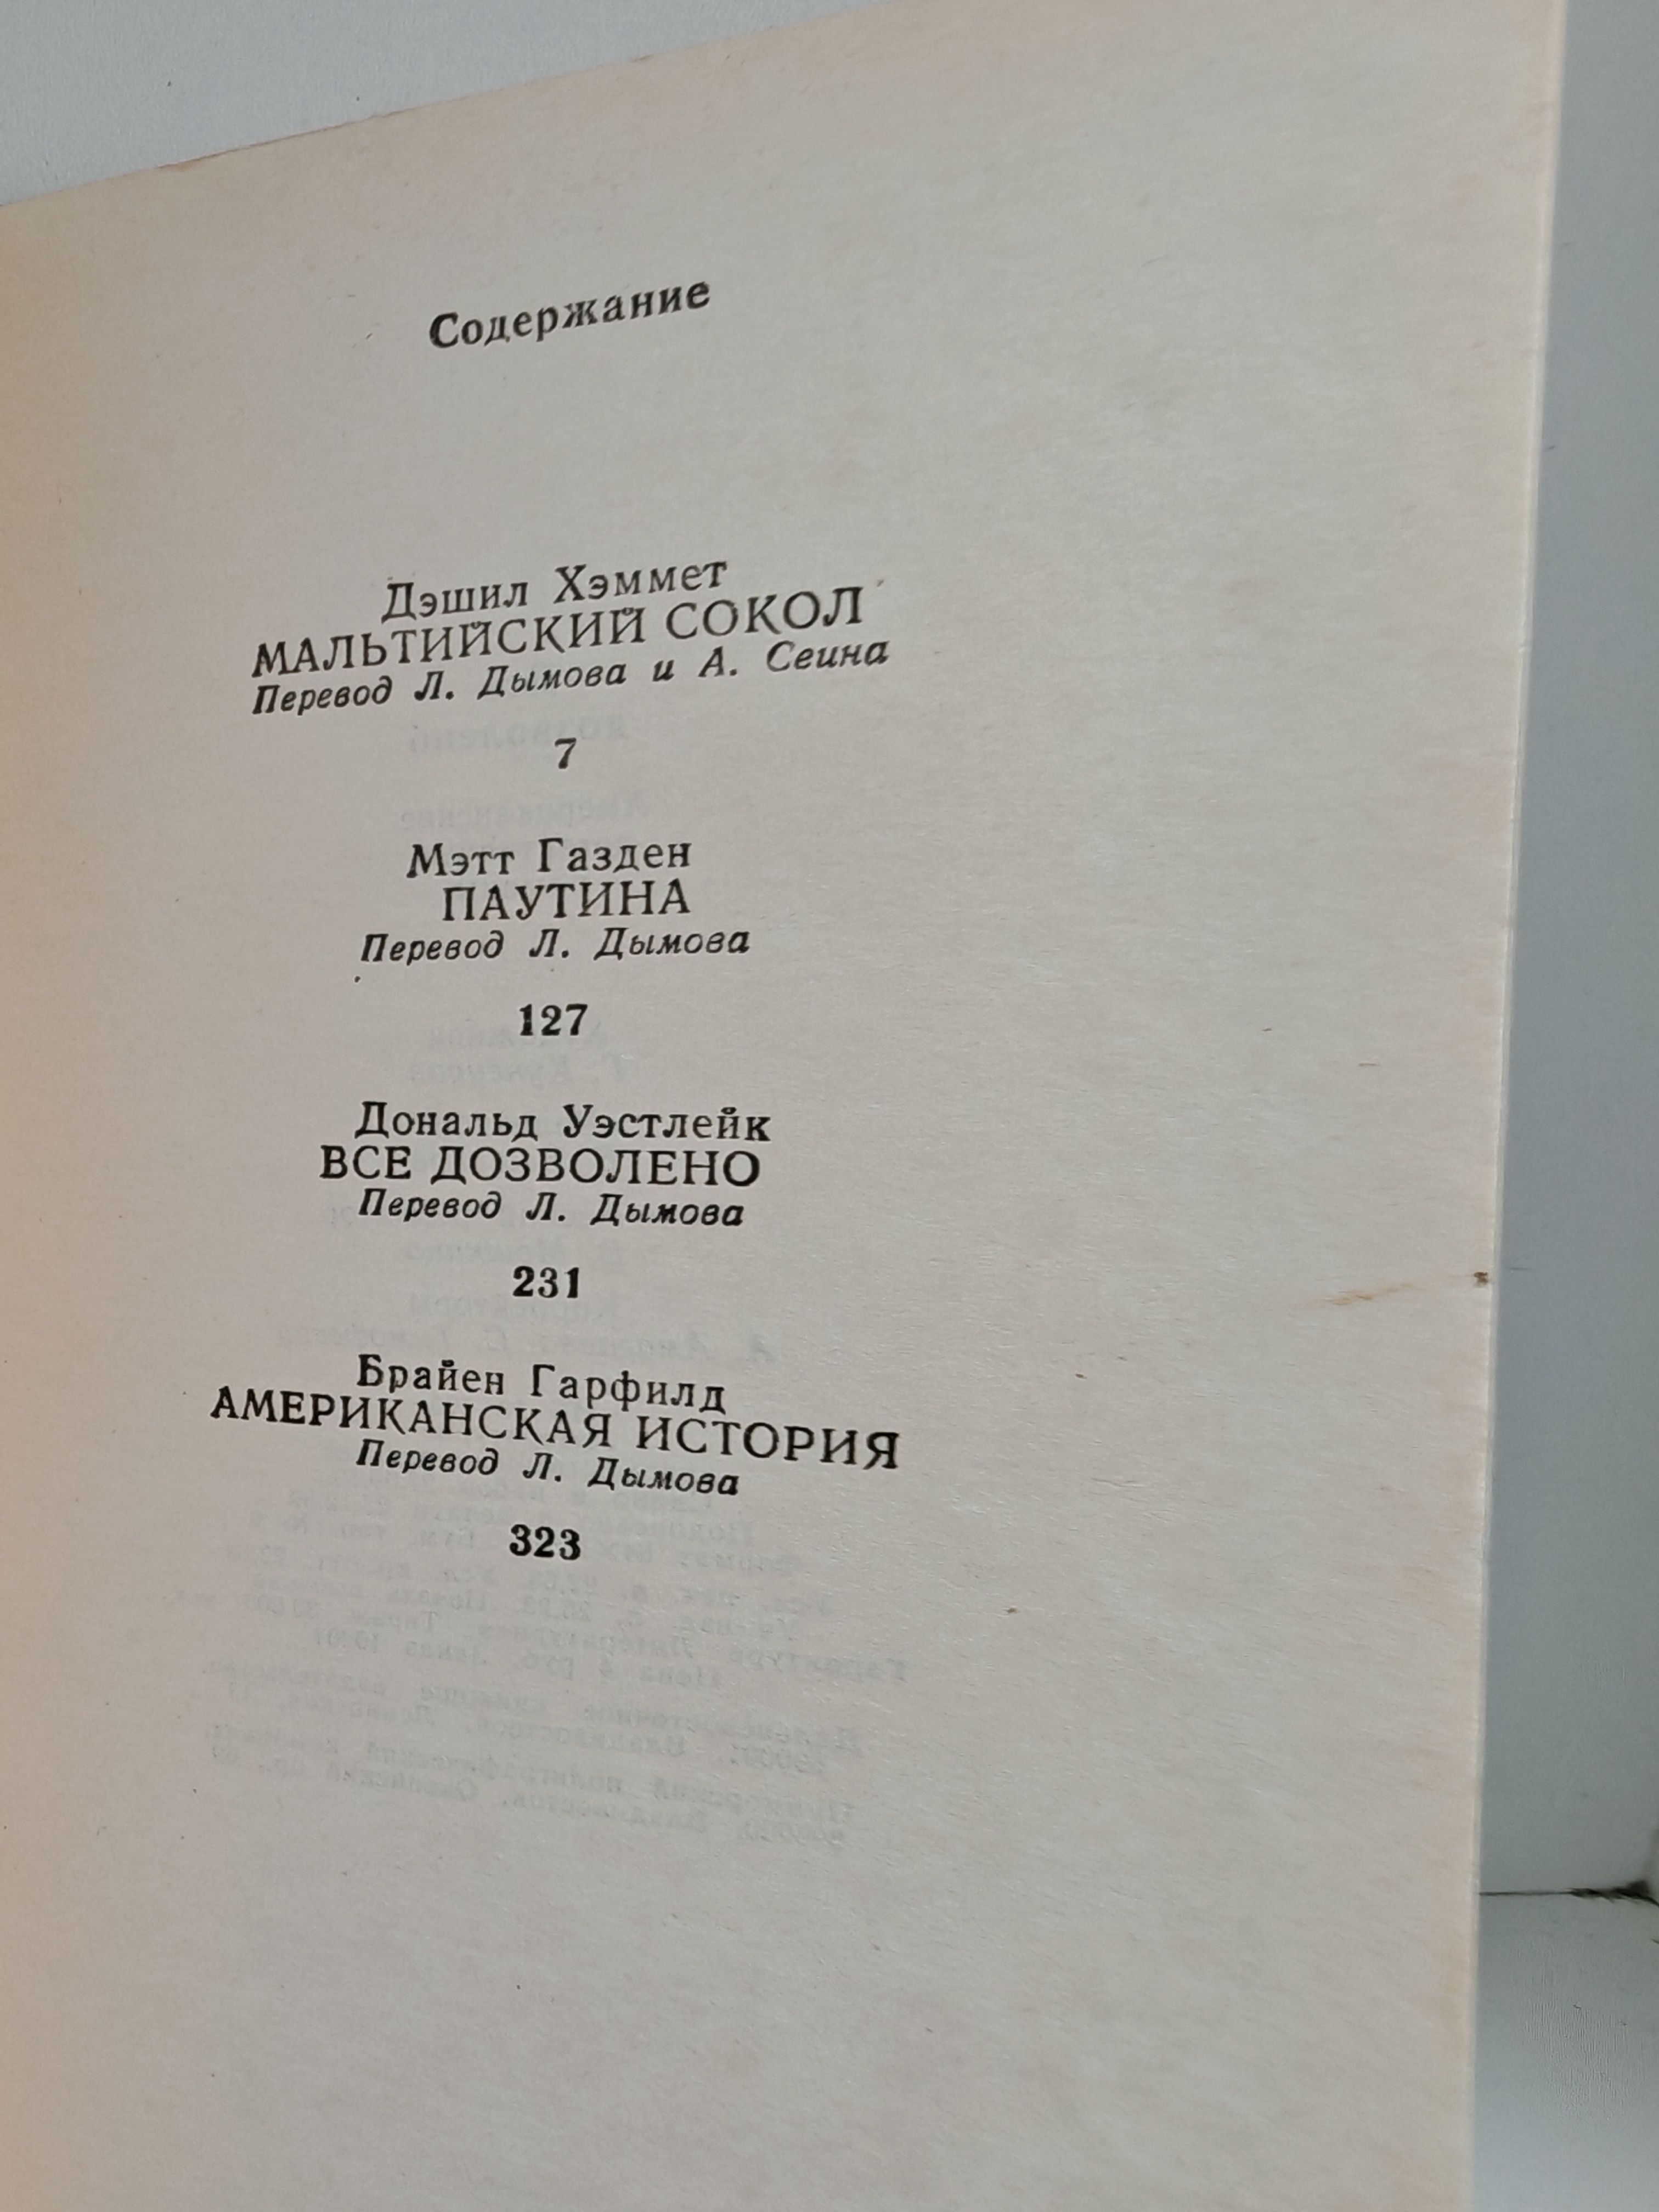 Содержание
Дэшил Хэммет
МАЛЬТИЙСКИЙ СОКОЛ
Перевод Л. Дымова и А. Сеина
7
Мэтт Газден
ПАУТИНА
Перевод Л. Дымова
127
Дональд Уэстлейк
ВСЕ ДОЗВОЛЕНО
Перевод Л. Дымова
231
Брайен Гарфилд
АМЕРИКАНСКАЯ ИСТОРИЯ
Перевод Л. Дымова
323